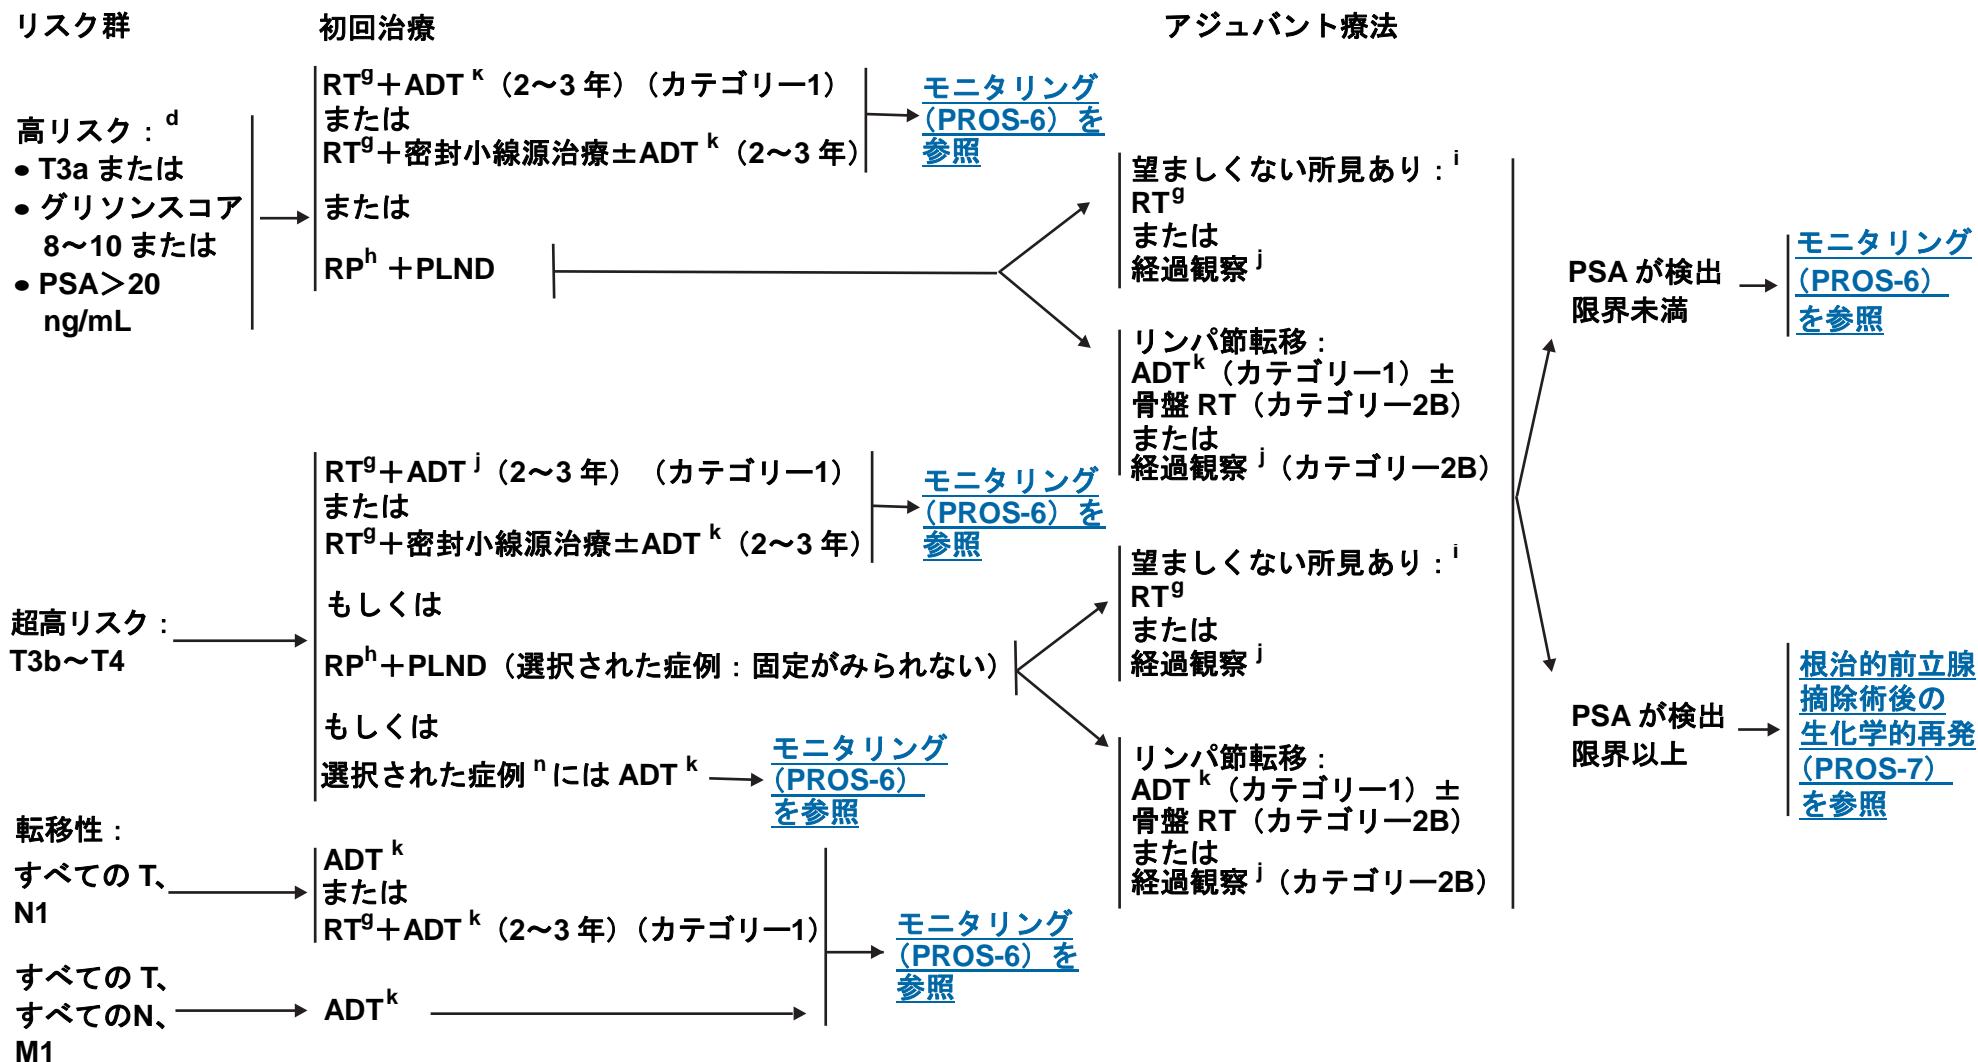 リスク群
初回治療
アジュバント療法
高リスク：d
• T3a または
• グリソンスコア
8～10 または
• PSA＞20
ng/mL
RTg＋ADT k（2～3 年）（カテゴリー1）
または
RTg＋密封小線源治療±ADT k（2～3 年）
または
RPh ＋PLND
モニタリング
（PROS-6）を
参照
望ましくない所見あり：i
RTg
または
経過観察 j
リンパ節転移：
ADTk（カテゴリー1）±
骨盤 RT（カテゴリー2B）
または
経過観察 j（カテゴリー2B）
PSA が検出
限界未満
モニタリング
（PROS-6）
を参照
超高リスク：
T3b～T4
RTg＋ADT j（2～3 年）（カテゴリー1）
または
RTg＋密封小線源治療±ADT k（2～3 年）
もしくは
RPh＋PLND（選択された症例：固定がみられない）
もしくは
選択された症例 n には ADT k
モニタリング
（PROS-6）を
参照
モニタリング
（PROS-6）
を参照
望ましくない所見あり：i
RTg
または
経過観察 j
リンパ節転移：
ADT k（カテゴリー1）±
骨盤 RT（カテゴリー2B）
または
経過観察 j（カテゴリー2B）
PSA が検出
限界以上
根治的前立腺
摘除術後の
生化学的再発
（PROS-7）
を参照
転移性：
すべての T、
N1
ADT k
または
RTg＋ADT k（2～3 年）（カテゴリー1）
すべての T、
すべてのN、
M1
ADTk
モニタリング
（PROS-6）を
参照